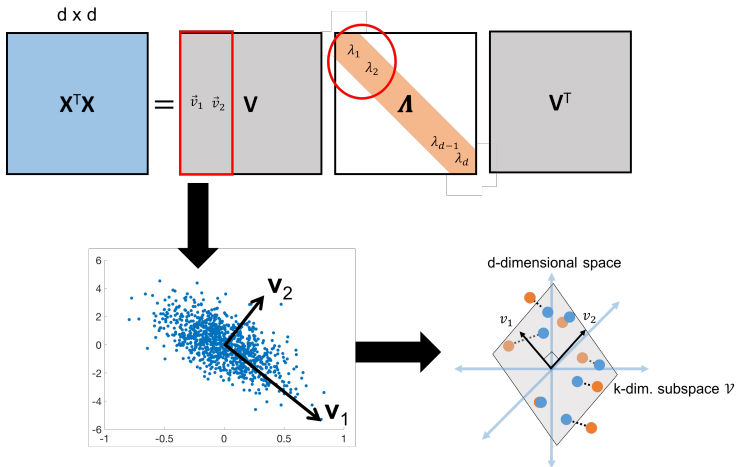 d x d
XᵀX = V Λ Vᵀ
v⃗₁ v⃗₂
λ₁
λ₂
λ_{d−1}
λ_d
6
4
2
0
-2
-4
-6
-1
-0.5
0
0.5
1
v₂
v₁
d-dimensional space
v₁
v₂
k-dim. subspace 𝒱